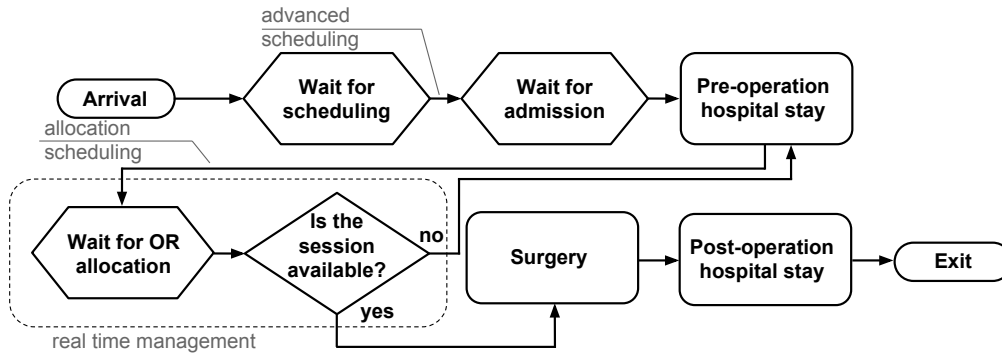 advanced
scheduling
Arrival
Wait for
scheduling
Wait for
admission
Pre-operation
hospital stay
allocation
scheduling
Wait for OR
allocation
Is the
session
available?
no
yes
Surgery
Post-operation
hospital stay
Exit
real time management